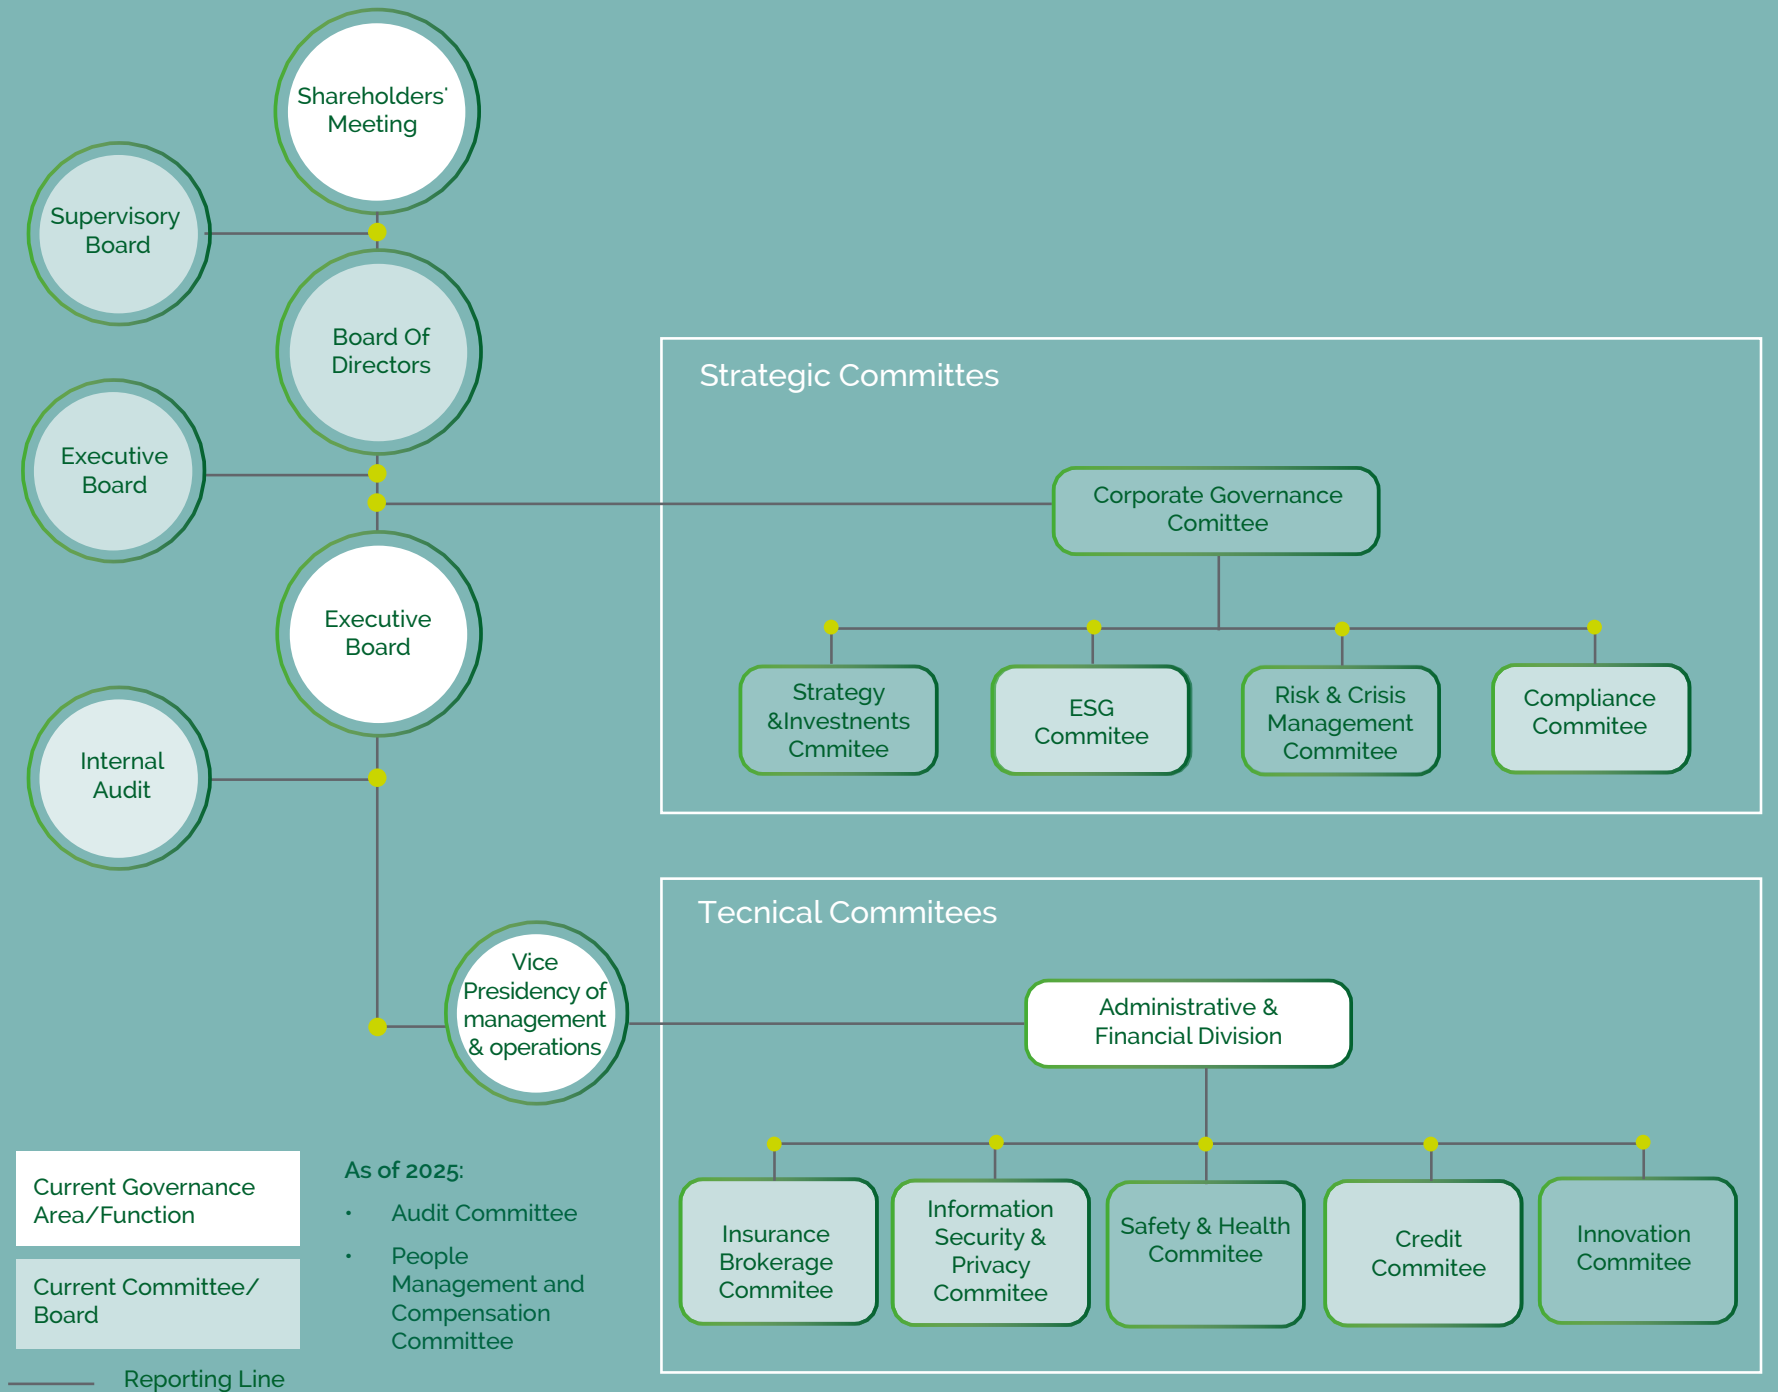 Shareholders'
Meeting
Supervisory
Board
Board Of
Directors
Executive
Board
Executive
Board
Internal
Audit
Vice
Presidency of
management
& operations
Strategic Committes
Corporate Governance
Comittee
Strategy
&Investnents
Cmmitee
ESG
Commitee
Risk & Crisis
Management
Commitee
Compliance
Commitee
Tecnical Commitees
Administrative &
Financial Division
Insurance
Brokerage
Commitee
Information
Security &
Privacy
Commitee
Safety & Health
Commitee
Credit
Commitee
Innovation
Commitee
Current Governance
Area/Function
Current Committee/
Board
Reporting Line
As of 2025:
• Audit Committee
• People
Management and
Compensation
Committee